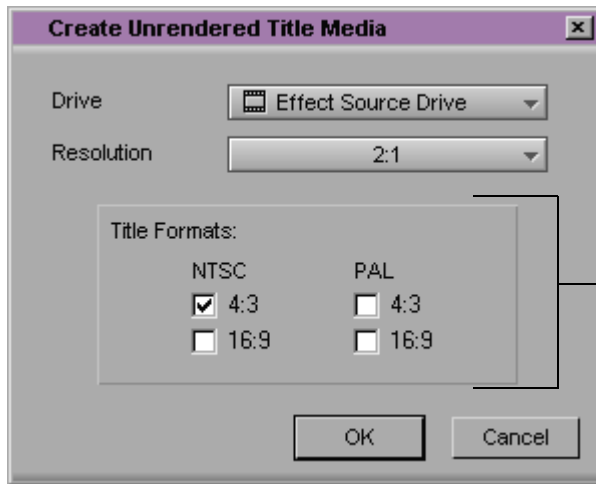 Create Unrendered Title Media
Drive Effect Source Drive
Resolution 2:1
Title Formats:
NTSC PAL
4:3 4:3
16:9 16:9
OK Cancel